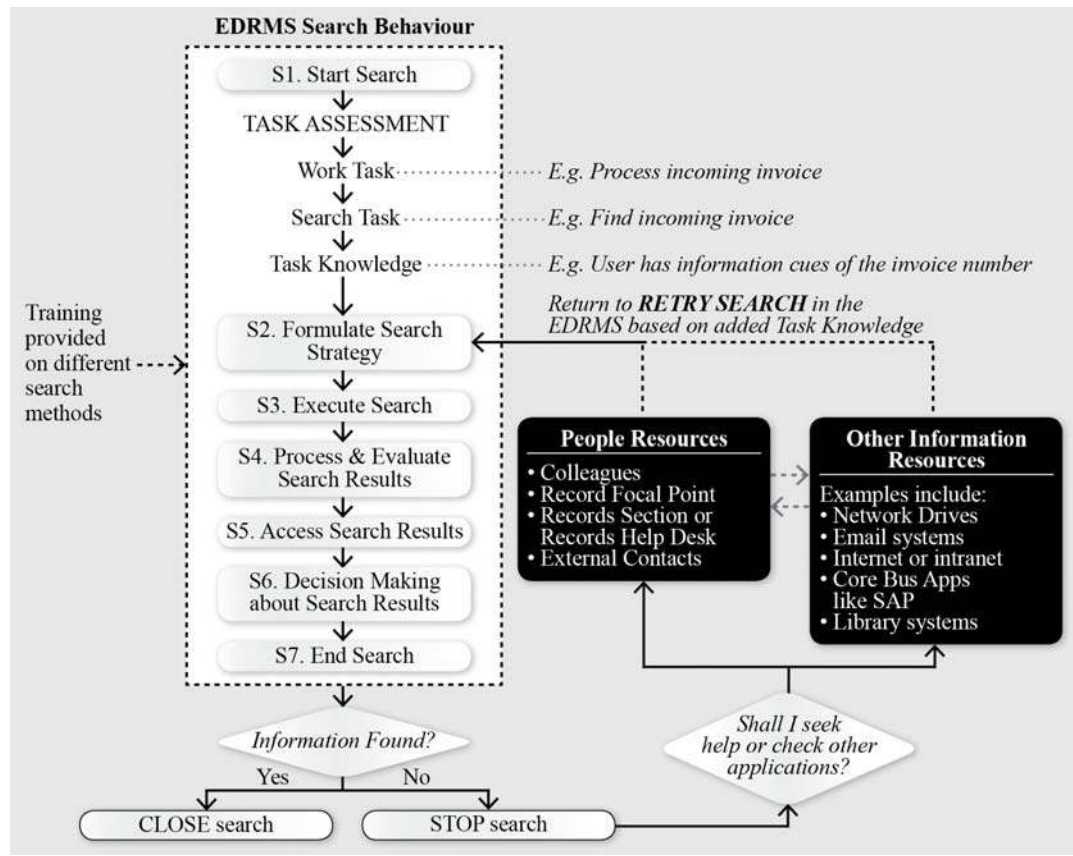 EDRMS Search Behaviour
S1. Start Search
TASK ASSESSMENT
Work Task
E.g. Process incoming invoice
Search Task
E.g. Find incoming invoice
Task Knowledge
E.g. User has information cues of the invoice number
Training
provided
on different
search
methods
Return to RETRY SEARCH in the
EDRMS based on added Task Knowledge
S2. Formulate Search
Strategy
S3. Execute Search
S4. Process & Evaluate
Search Results
S5. Access Search Results
S6. Decision Making
about Search Results
S7. End Search
People Resources
• Colleagues
• Record Focal Point
• Records Section or
Records Help Desk
• External Contacts
Other Information
Resources
Examples include:
• Network Drives
• Email systems
• Internet or intranet
• Core Bus Apps
like SAP
• Library systems
Information Found?
Yes
No
CLOSE search
STOP search
Shall I seek
help or check other
applications?